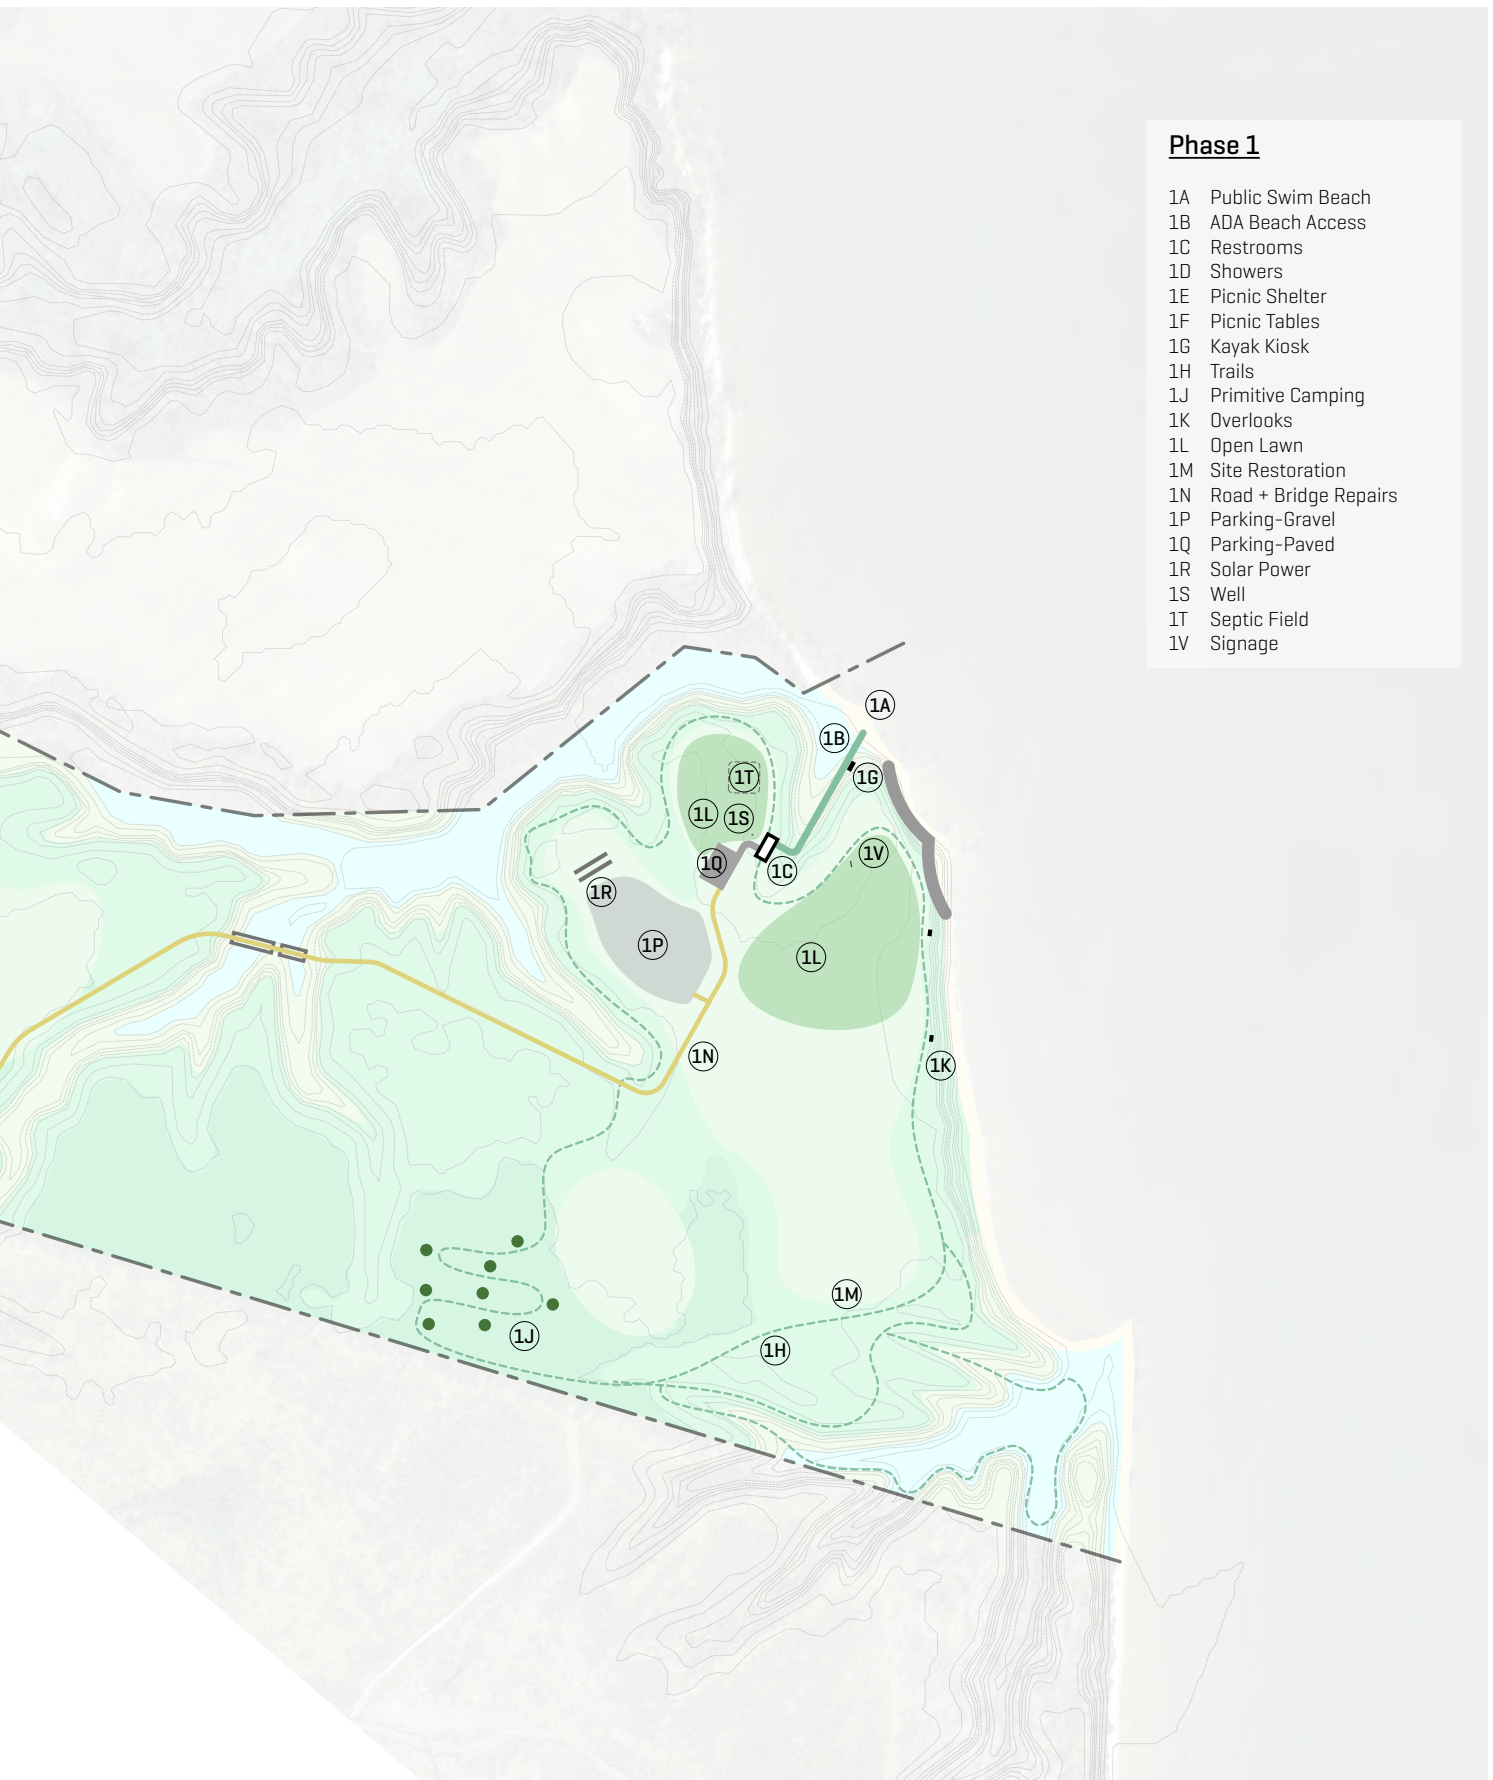 Phase 1
1A Public Swim Beach
1B ADA Beach Access
1C Restrooms
1D Showers
1E Picnic Shelter
1F Picnic Tables
1G Kayak Kiosk
1H Trails
1J Primitive Camping
1K Overlooks
1L Open Lawn
1M Site Restoration
1N Road + Bridge Repairs
1P Parking-Gravel
1Q Parking-Paved
1R Solar Power
1S Well
1T Septic Field
1V Signage
1A
1B
1T
1G
1L
1S
1V
1Q
1C
1R
1P
1L
1N
1K
1M
1J
1H